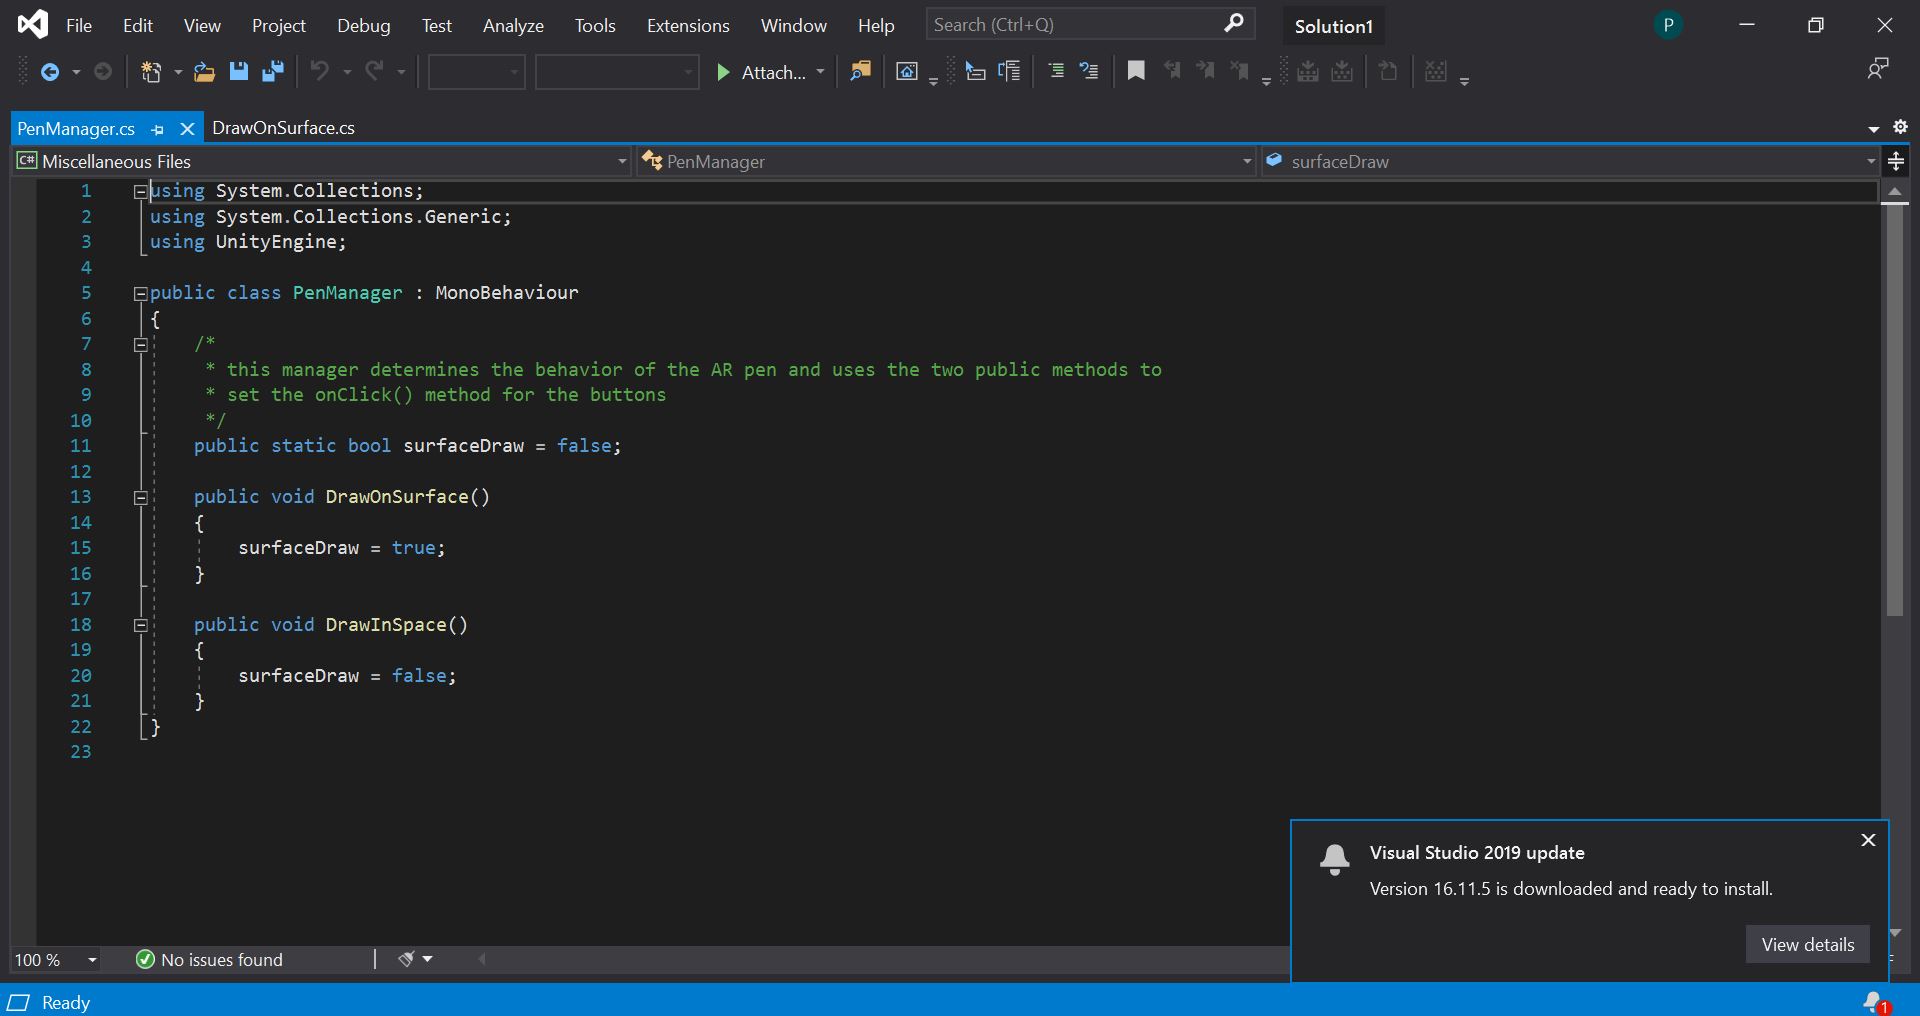 File Edit View Project Debug Test Analyze Tools Extensions Window Help Search (Ctrl+Q) Solution1 P
Attach...
PenManager.cs DrawOnSurface.cs
C# Miscellaneous Files PenManager surfaceDraw
1 using System.Collections;
2 using System.Collections.Generic;
3 using UnityEngine;
4
5 public class PenManager : MonoBehaviour
6 {
7 /*
8 * this manager determines the behavior of the AR pen and uses the two public methods to
9 * set the onClick() method for the buttons
10 */
11 public static bool surfaceDraw = false;
12
13 public void DrawOnSurface()
14 {
15 surfaceDraw = true;
16 }
17
18 public void DrawInSpace()
19 {
20 surfaceDraw = false;
21 }
22 }
23
Visual Studio 2019 update
Version 16.11.5 is downloaded and ready to install.
View details
100 % No issues found
Ready 1